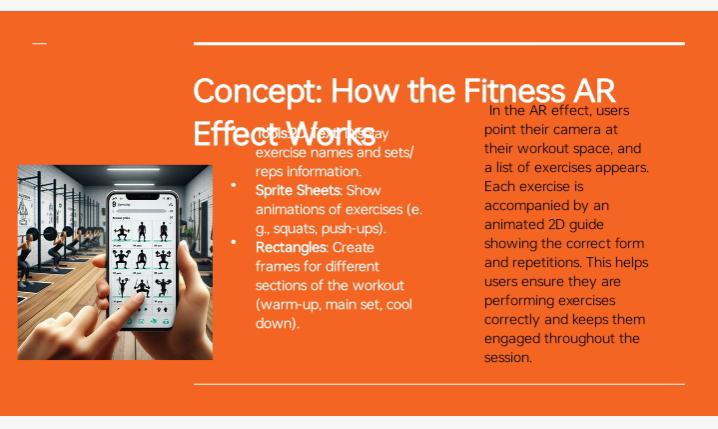 Concept: How the Fitness AR
Effect Works
Tools:2D Text: Display
exercise names and sets/
reps information.
Sprite Sheets: Show
animations of exercises (e.
g., squats, push-ups).
Rectangles: Create
frames for different
sections of the workout
(warm-up, main set, cool
down).
In the AR effect, users
point their camera at
their workout space, and
a list of exercises appears.
Each exercise is
accompanied by an
animated 2D guide
showing the correct form
and repetitions. This helps
users ensure they are
performing exercises
correctly and keeps them
engaged throughout the
session.